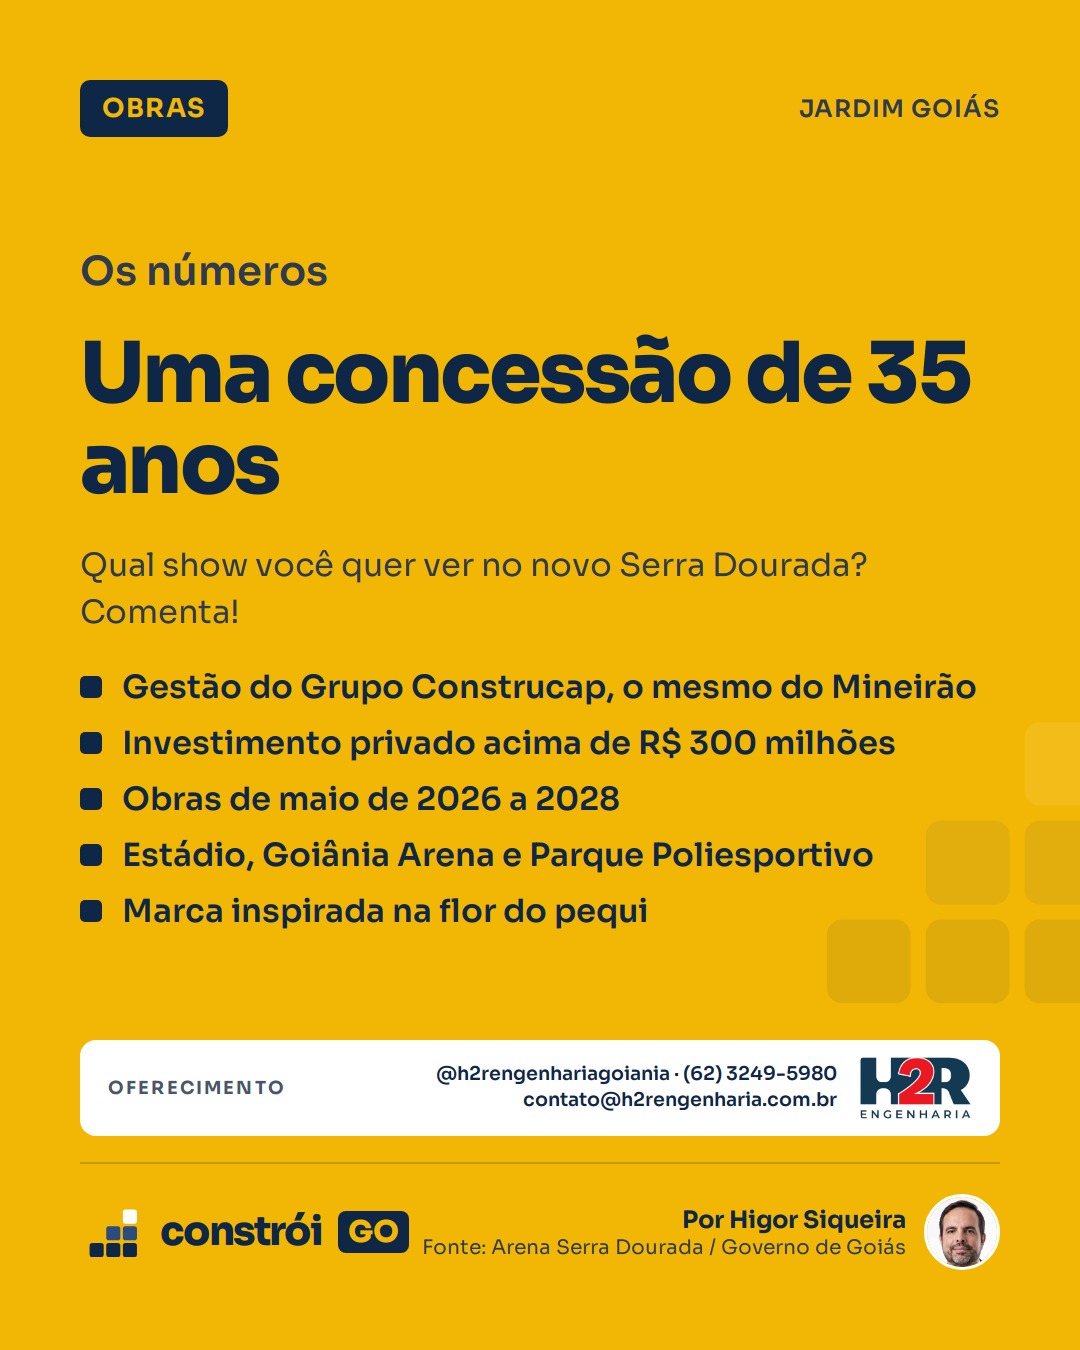 OBRAS
JARDIM GOIÁS
Os números
Uma concessão de 35
anos
Qual show você quer ver no novo Serra Dourada?
Comenta!
Gestão do Grupo Construcap, o mesmo do Mineirão
Investimento privado acima de R$ 300 milhões
Obras de maio de 2026 a 2028
Estádio, Goiânia Arena e Parque Poliesportivo
Marca inspirada na flor do pequi
OFERECIMENTO
@h2rengenhariagoiania · (62) 3249-5980
contato@h2rengenharia.com.br
H2R
ENGENHARIA
constrói GO
Por Higor Siqueira
Fonte: Arena Serra Dourada / Governo de Goiás